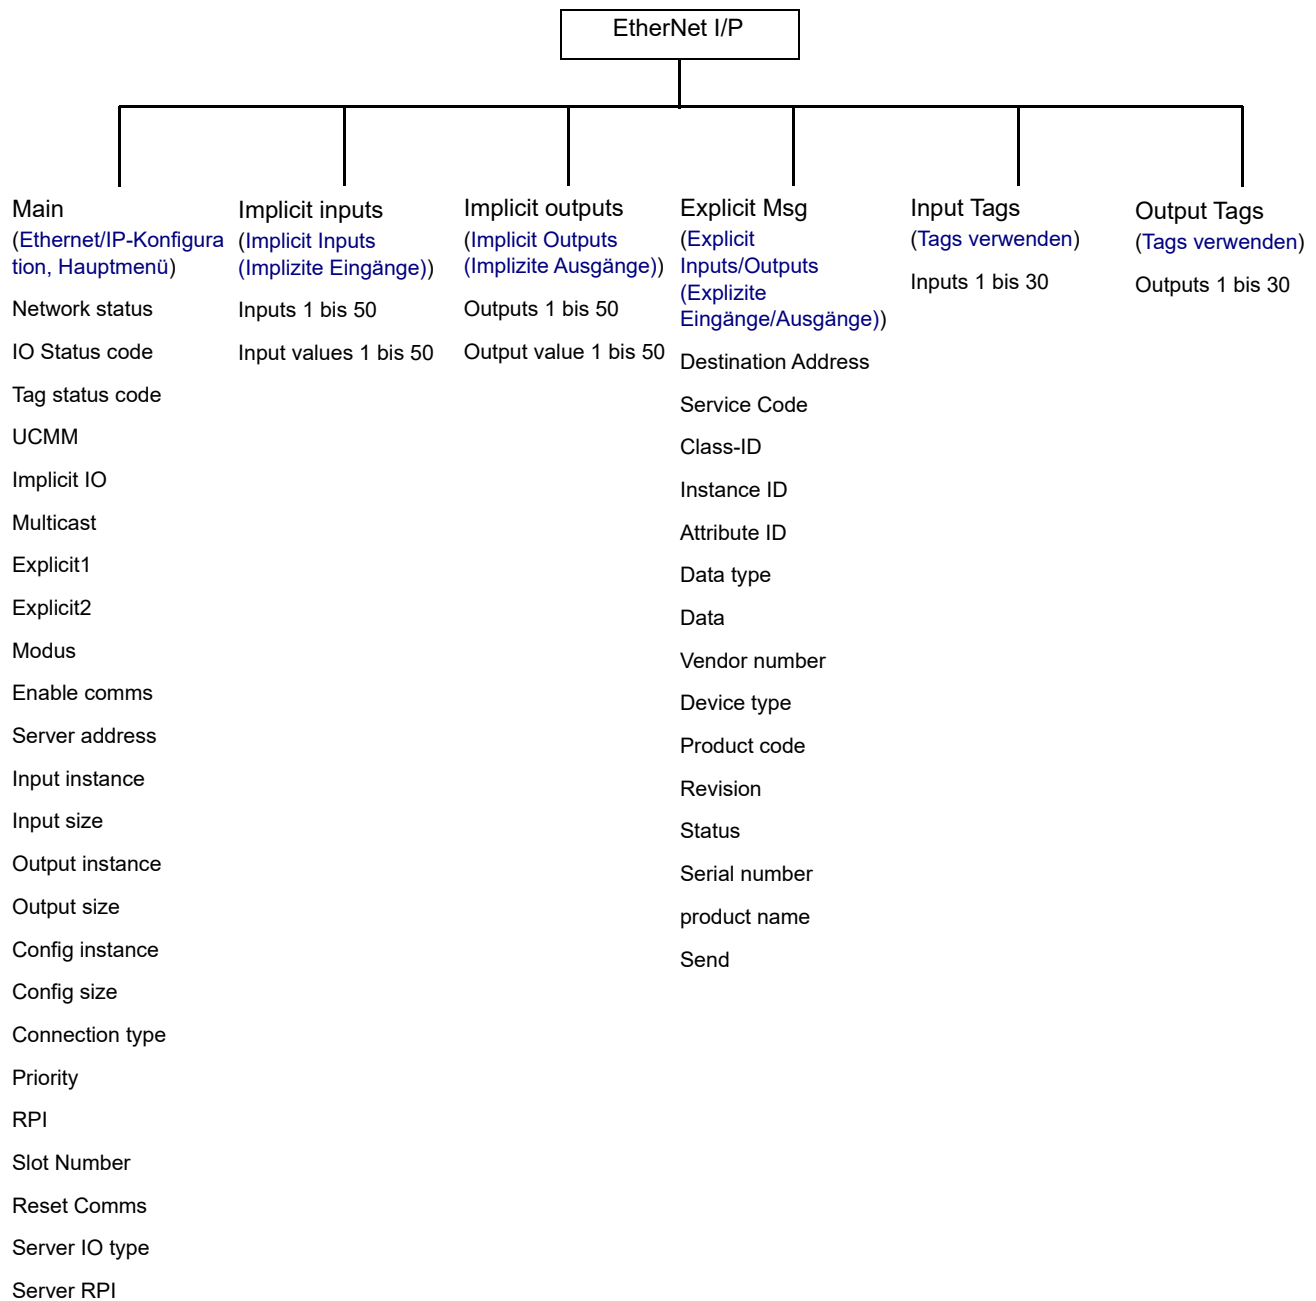 EtherNet I/P
Main
(Ethernet/IP-Konfigura
tion, Hauptmenü)
Network status
IO Status code
Tag status code
UCMM
Implicit IO
Multicast
Explicit1
Explicit2
Modus
Enable comms
Server address
Input instance
Input size
Output instance
Output size
Config instance
Config size
Connection type
Priority
RPI
Slot Number
Reset Comms
Server IO type
Server RPI
Implicit inputs
(Implicit Inputs
(Implizite Eingänge))
Inputs 1 bis 50
Input values 1 bis 50
Implicit outputs
(Implicit Outputs
(Implizite Ausgänge))
Outputs 1 bis 50
Output value 1 bis 50
Explicit Msg
(Explicit
Inputs/Outputs
(Explizite
Eingänge/Ausgänge))
Destination Address
Service Code
Class-ID
Instance ID
Attribute ID
Data type
Data
Vendor number
Device type
Product code
Revision
Status
Serial number
product name
Send
Input Tags
(Tags verwenden)
Inputs 1 bis 30
Output Tags
(Tags verwenden)
Outputs 1 bis 30